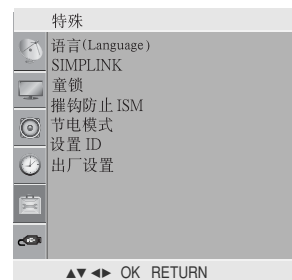 特殊
语言(Language)
SIMPLINK
童锁
摧钩防止 ISM
节电模式
设置 ID
出厂设置
▲▼ ◀▶ OK RETURN